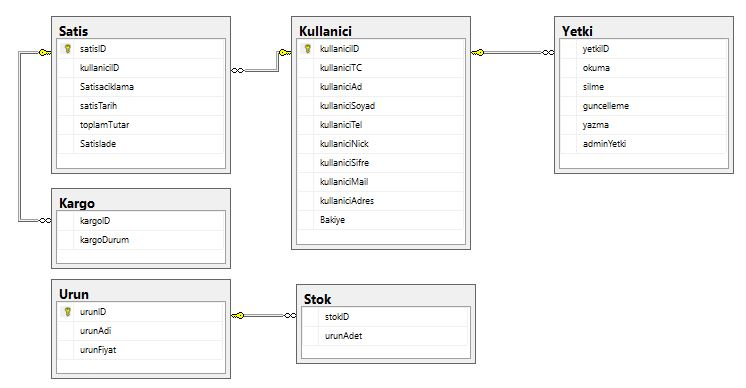 Satis
satisID
kullaniciID
Satisaciklama
satisTarih
toplamTutar
SatisIade
Kullanici
kullaniciID
kullaniciTC
kullaniciAd
kullaniciSoyad
kullaniciTel
kullaniciNick
kullaniciSifre
kullaniciMail
kullaniciAdres
Bakiye
Yetki
yetkiID
okuma
silme
guncelleme
yazma
adminYetki
Kargo
kargoID
kargoDurum
Urun
urunID
urunAdi
urunFiyat
Stok
stokID
urunAdet